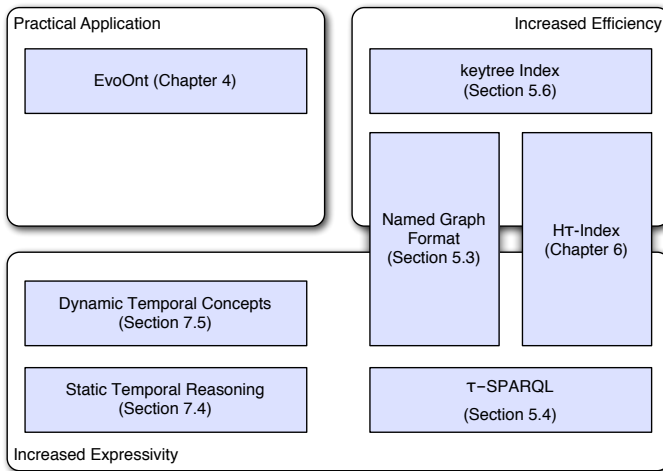 Practical Application
EvoOnt (Chapter 4)
Increased Efficiency
keytree Index
(Section 5.6)
Named Graph
Format
(Section 5.3)
Hτ-Index
(Chapter 6)
Dynamic Temporal Concepts
(Section 7.5)
Static Temporal Reasoning
(Section 7.4)
τ-SPARQL
(Section 5.4)
Increased Expressivity